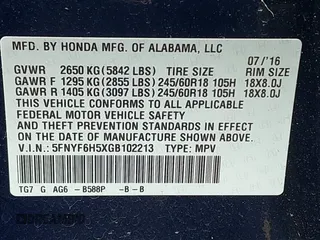 MFD. BY HONDA MFG. OF ALABAMA, LLC
07/'16
GVWR 2650 KG(5842 LBS) TIRE SIZE RIM SIZE
GAWR F 1295 KG(2855 LBS) 245/60R18 105H 18X8.0J
GAWR R 1405 KG(3097 LBS) 245/60R18 105H 18X8.0J
THIS VEHICLE CONFORMS TO ALL APPLICABLE
FEDERAL MOTOR VEHICLE SAFETY AND THEFT
PREVENTION STANDARDS IN EFFECT ON THE DATE
OF MANUFACTURE SHOWN ABOVE.
V.I.N: 5FNYF6H5XGB102213 TYPE: MPV
TG7 G AG6 - B588P -B - B